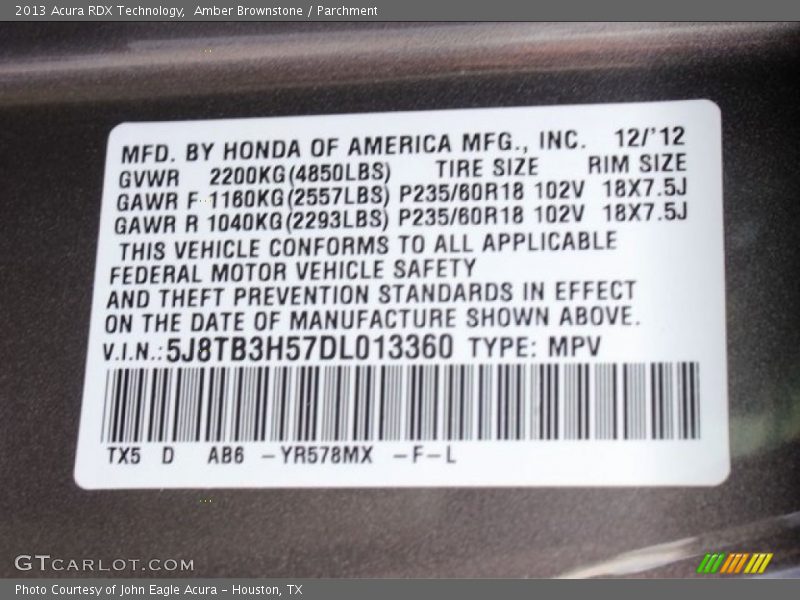 2013 Acura RDX Technology, Amber Brownstone / Parchment
MFD. BY HONDA OF AMERICA MFG., INC. 12/'12
GVWR 2200KG(4850LBS) TIRE SIZE RIM SIZE
GAWR F 1160KG(2557LBS) P235/60R18 102V 18X7.5J
GAWR R 1040KG(2293LBS) P235/60R18 102V 18X7.5J
THIS VEHICLE CONFORMS TO ALL APPLICABLE
FEDERAL MOTOR VEHICLE SAFETY
AND THEFT PREVENTION STANDARDS IN EFFECT
ON THE DATE OF MANUFACTURE SHOWN ABOVE.
V.I.N.:5J8TB3H57DL013360 TYPE: MPV
TX5 D AB6 -YR578MX -F-L
GTCARLOT.COM
Photo Courtesy of John Eagle Acura - Houston, TX